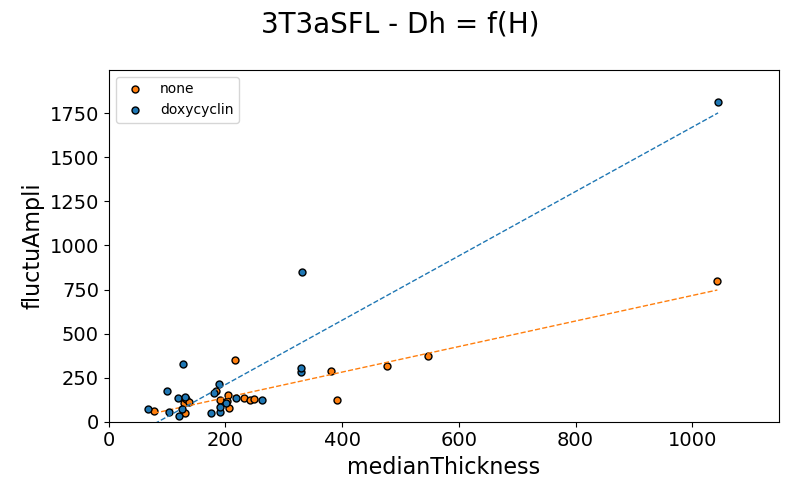 3T3aSFL - Dh = f(H)
none
doxycyclin
1750
1500
1250
1000
750
500
250
0
fluctuAmpli
0 200 400 600 800 1000
medianThickness